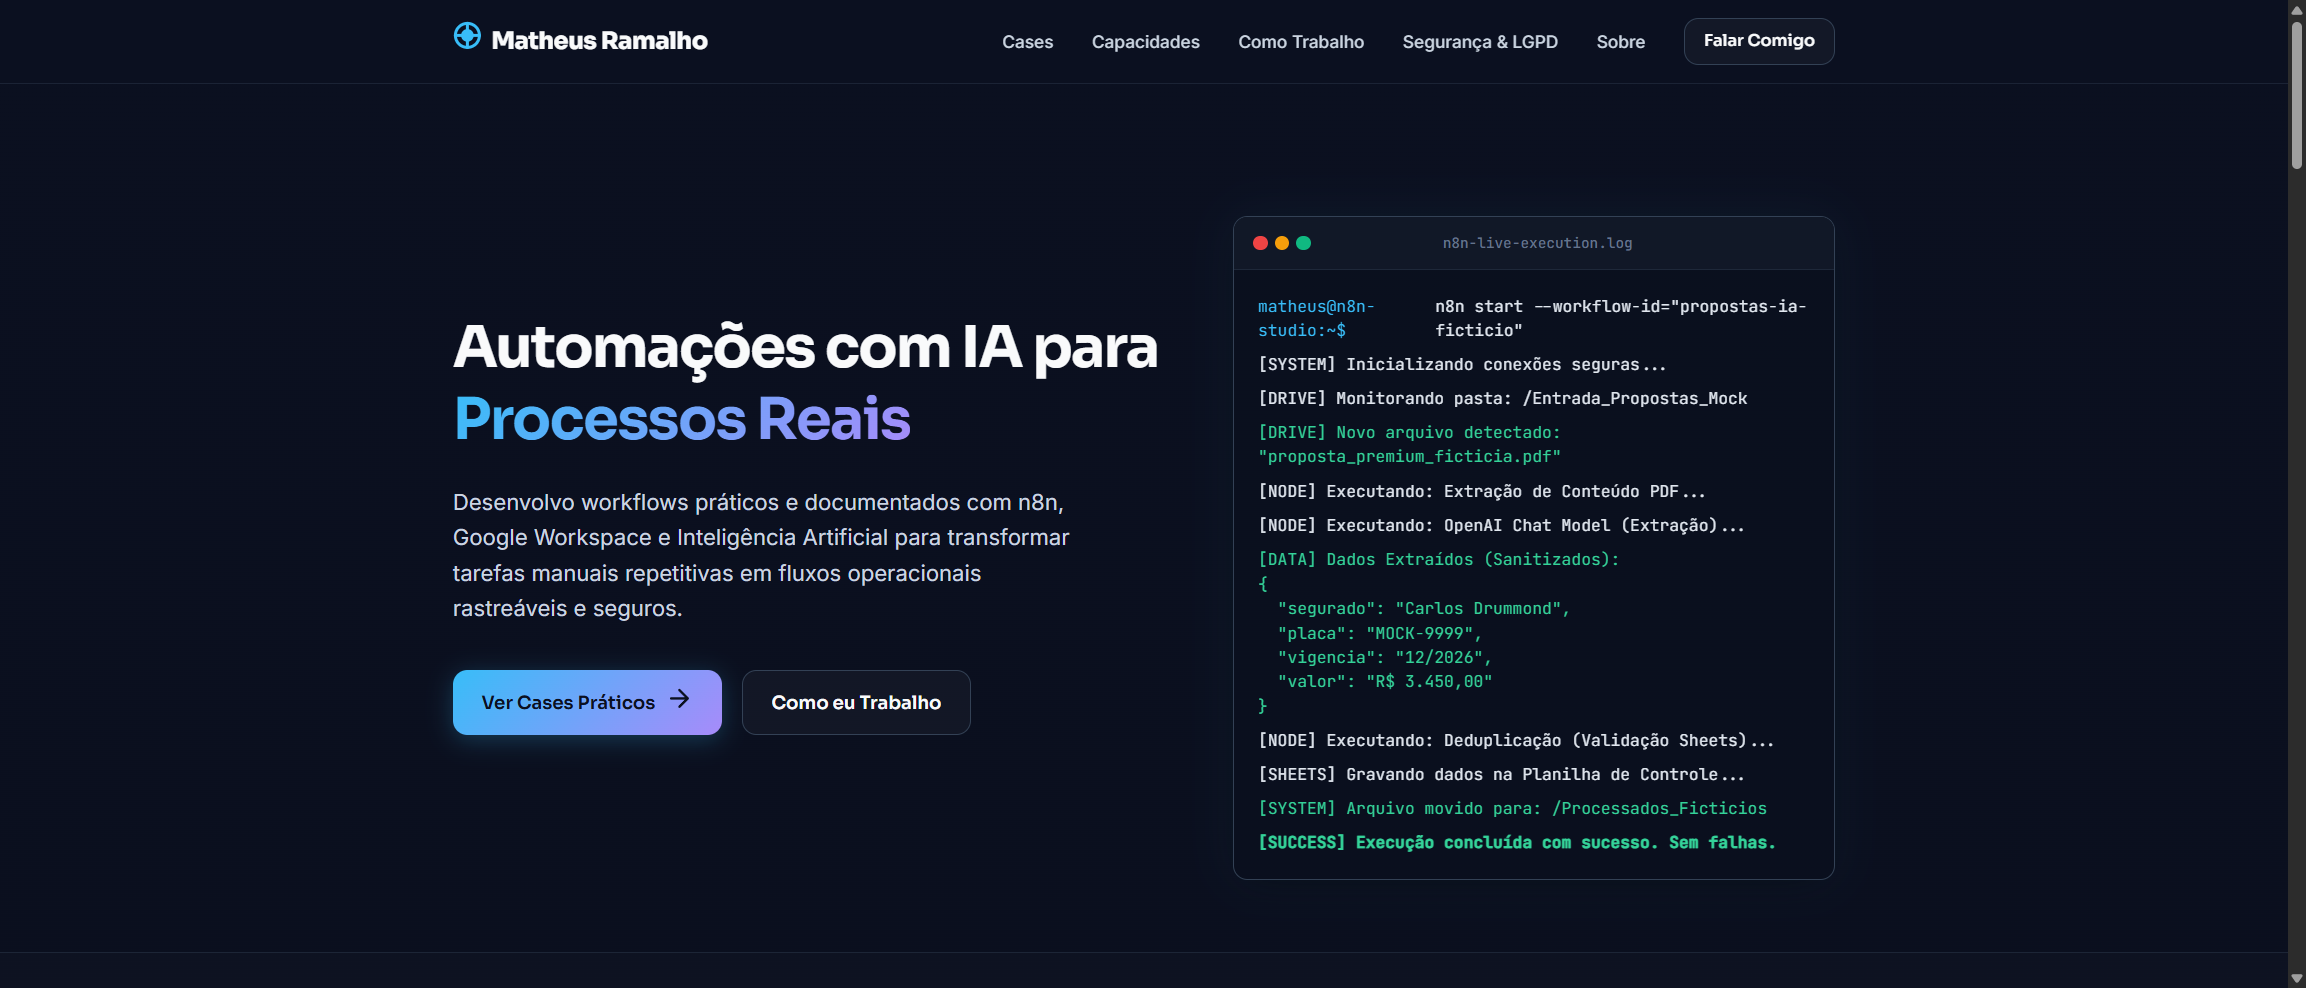 Matheus Ramalho
Cases
Capacidades
Como Trabalho
Segurança & LGPD
Sobre
Falar Comigo
Automações com IA para
Processos Reais
Desenvolvo workflows práticos e documentados com n8n,
Google Workspace e Inteligência Artificial para transformar
tarefas manuais repetitivas em fluxos operacionais
rastreáveis e seguros.
Ver Cases Práticos
Como eu Trabalho
n8n-live-execution.log
matheus@n8n-
studio:~$
n8n start --workflow-id="propostas-ia-
ficticio"
[SYSTEM] Inicializando conexões seguras...
[DRIVE] Monitorando pasta: /Entrada_Propostas_Mock
[DRIVE] Novo arquivo detectado:
"proposta_premium_ficticia.pdf"
[NODE] Executando: Extração de Conteúdo PDF...
[NODE] Executando: OpenAI Chat Model (Extração)...
[DATA] Dados Extraídos (Sanitizados):
{
"segurado": "Carlos Drummond",
"placa": "MOCK-9999",
"vigencia": "12/2026",
"valor": "R$ 3.450,00"
}
[NODE] Executando: Deduplicação (Validação Sheets)...
[SHEETS] Gravando dados na Planilha de Controle...
[SYSTEM] Arquivo movido para: /Processados_Ficticios
[SUCCESS] Execução concluída com sucesso. Sem falhas.